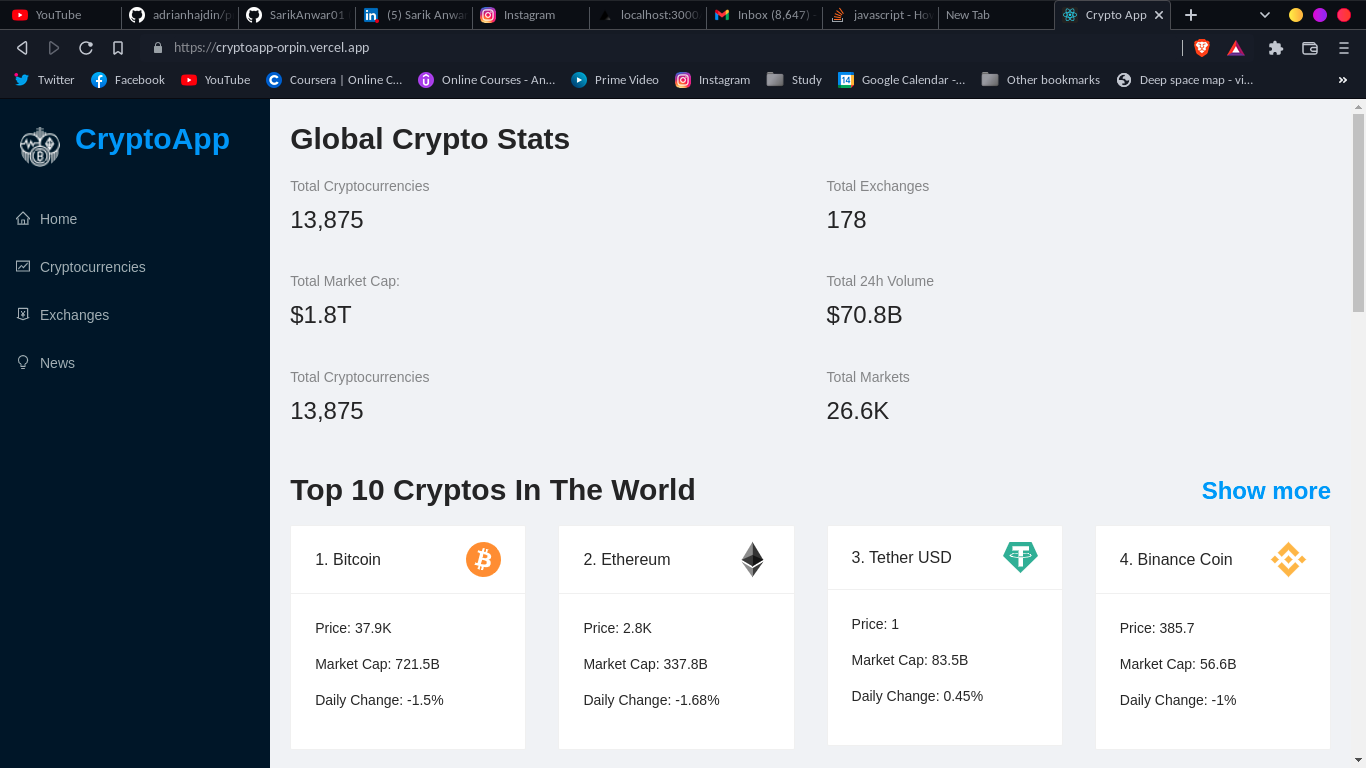 YouTube adrianhajdin/p SarikAnwar01 (5) Sarik Anwar Instagram localhost:3000 Inbox (8,647) - javascript - How New Tab Crypto App
https://cryptoapp-orpin.vercel.app
Twitter Facebook YouTube Coursera | Online C... Online Courses - An... Prime Video Instagram Study 14 Google Calendar -... Other bookmarks Deep space map - vi... »
CryptoApp
Home
Cryptocurrencies
Exchanges
News
Global Crypto Stats
Total Cryptocurrencies Total Exchanges
13,875 178
Total Market Cap: Total 24h Volume
$1.8T $70.8B
Total Cryptocurrencies Total Markets
13,875 26.6K
Top 10 Cryptos In The World Show more
1. Bitcoin 2. Ethereum 3. Tether USD 4. Binance Coin
Price: 37.9K Price: 2.8K Price: 1 Price: 385.7
Market Cap: 721.5B Market Cap: 337.8B Market Cap: 83.5B Market Cap: 56.6B
Daily Change: -1.5% Daily Change: -1.68% Daily Change: 0.45% Daily Change: -1%